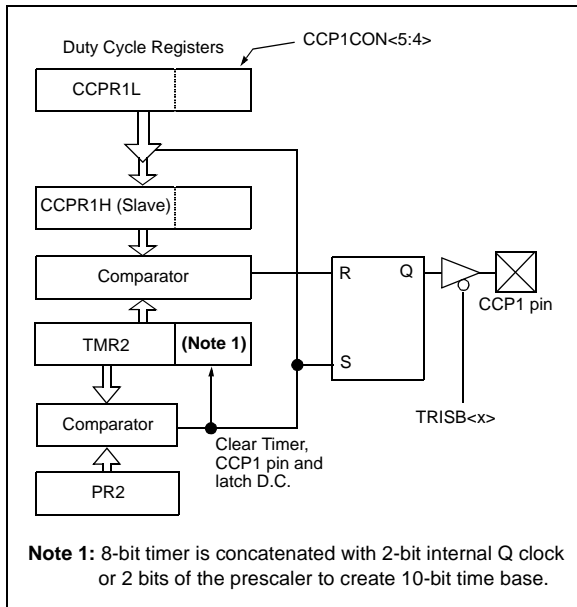 Duty Cycle Registers
CCP1CON<5:4>
CCPR1L
CCPR1H (Slave)
Comparator
R
Q
CCP1 pin
TMR2
(Note 1)
S
Comparator
TRISB<x>
Clear Timer,
CCP1 pin and
latch D.C.
PR2
Note 1: 8-bit timer is concatenated with 2-bit internal Q clock
or 2 bits of the prescaler to create 10-bit time base.